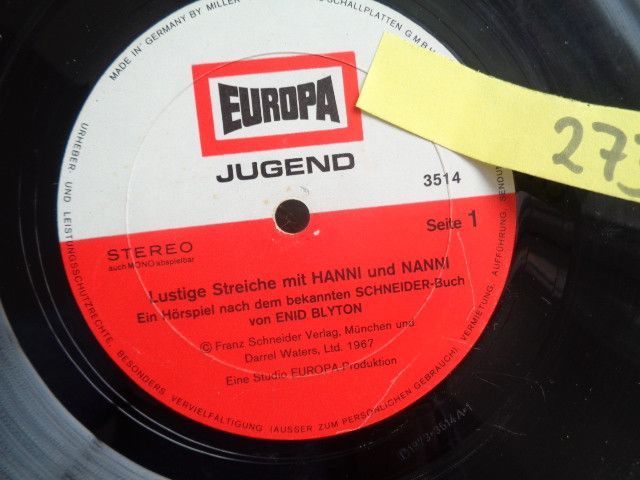 MADE IN GERMANY BY MILLER
SCHALLPLATTEN G.M.B.H.
EUROPA
JUGEND
3514
Seite 1
STEREO
auch MONO abspielbar
Lustige Streiche mit HANNI und NANNI
Ein Hörspiel nach dem bekannten SCHNEIDER-Buch
von ENID BLYTON
© Franz Schneider Verlag, München und
Darrel Waters, Ltd. 1967
Eine Studio EUROPA-Produktion
URHEBER UND LEISTUNGSSCHUTZRECHTE. BESONDERS VERVIELFÄLTIGUNG (AUSSER ZUM PERSÖNLICHEN GEBRAUCH) VERMIETUNG, AUFFÜHRUNG, SENDUNG
273